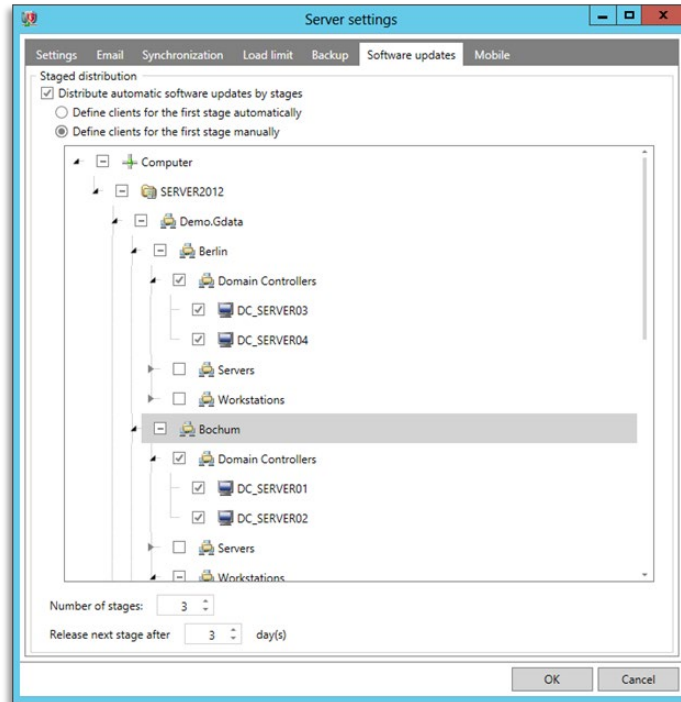 Server settings
Settings Email Synchronization Load limit Backup Software updates Mobile
Staged distribution
Distribute automatic software updates by stages
Define clients for the first stage automatically
Define clients for the first stage manually
Computer
SERVER2012
Demo.Gdata
Berlin
Domain Controllers
DC_SERVER03
DC_SERVER04
Servers
Workstations
Bochum
Domain Controllers
DC_SERVER01
DC_SERVER02
Servers
Workstations
Number of stages: 3
Release next stage after 3 day(s)
OK Cancel